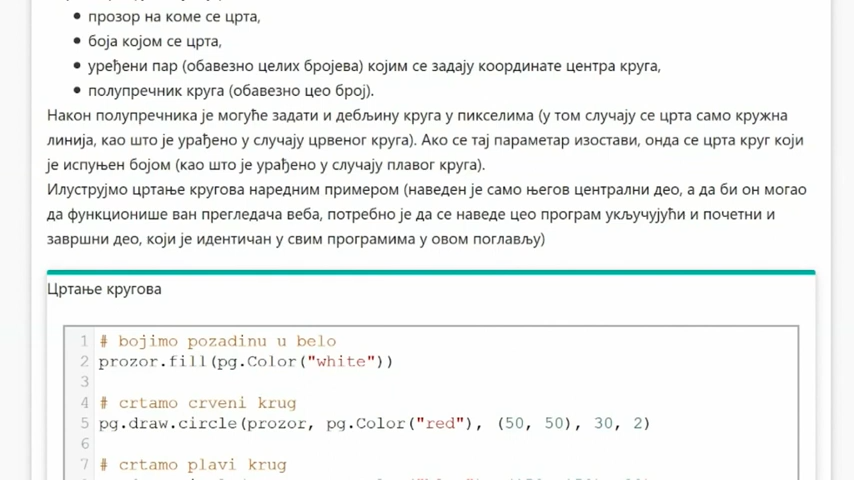 прозор на коме се црта,
боја којом се црта,
уређени пар (обавезно целих бројева) којим се задају координате центра круга,
полупречник круга (обавезно цео број).
Након полупречника је могуће задати и дебљину круга у пикселима (у том случају се црта само кружна
линија, као што је урађено у случају црвеног круга). Ако се тај параметар изостави, онда се црта круг који
је испуњен бојом (као што је урађено у случају плавог круга).
Илуструјмо цртање кругова наредним примером (наведен је само његов централни део, а да би он могао
да функционише ван прегледача веба, потребно је да се наведе цео програм укључујући и почетни и
завршни део, који је идентичан у свим програмима у овом поглављу)
Цртање кругова
1 # bojimo pozadinu u belo
2 prozor.fill(pg.Color("white"))
3
4 # crtamo crveni krug
5 pg.draw.circle(prozor, pg.Color("red"), (50, 50), 30, 2)
6
7 # crtamo plavi krug